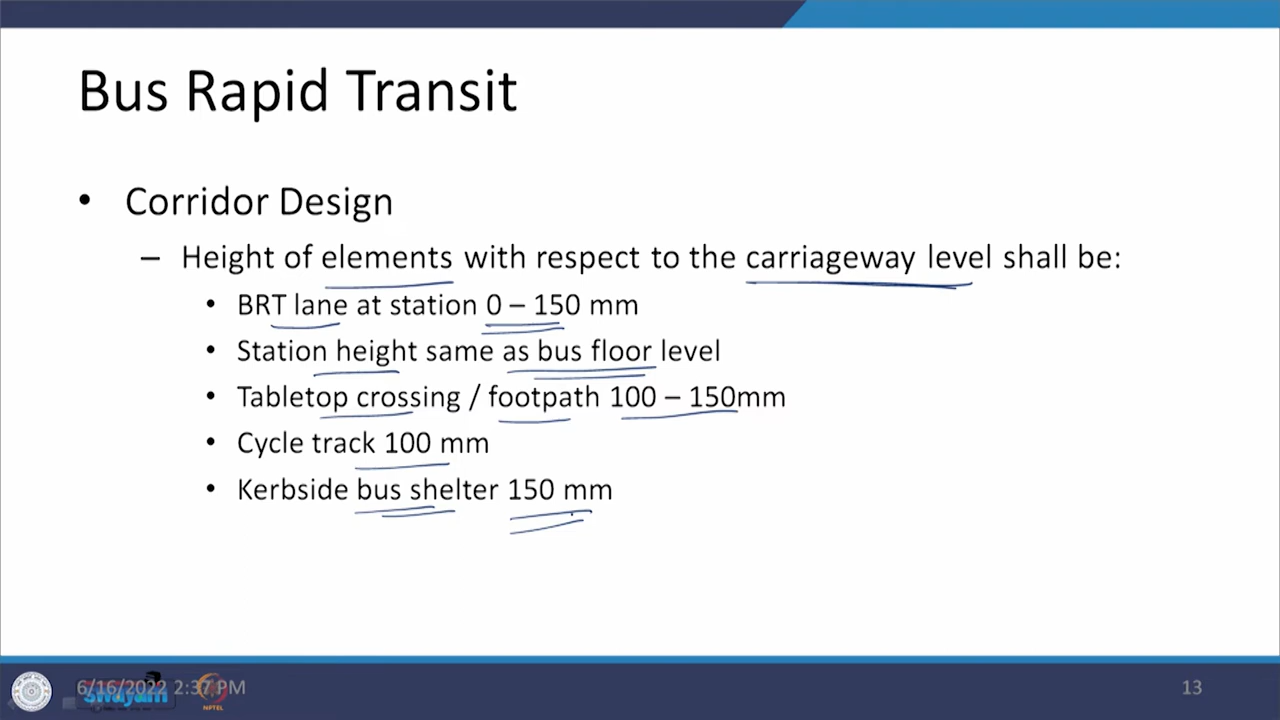 Bus Rapid Transit
• Corridor Design
– Height of elements with respect to the carriageway level shall be:
• BRT lane at station 0 – 150 mm
• Station height same as bus floor level
• Tabletop crossing / footpath 100 – 150mm
• Cycle track 100 mm
• Kerbside bus shelter 150 mm
6/16/2022 2:37 PM
swayam
NPTEL
13